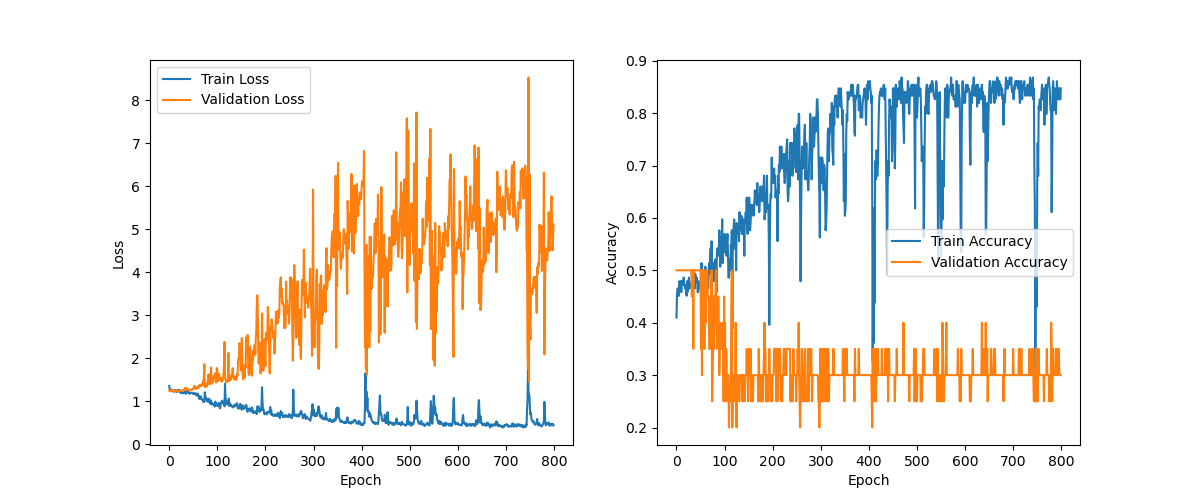 Train Loss
Validation Loss
8
7
6
5
4
3
2
1
0
Loss
0 100 200 300 400 500 600 700 800
Epoch
0.9
0.8
0.7
0.6
0.5
0.4
0.3
0.2
Accuracy
Train Accuracy
Validation Accuracy
0 100 200 300 400 500 600 700 800
Epoch